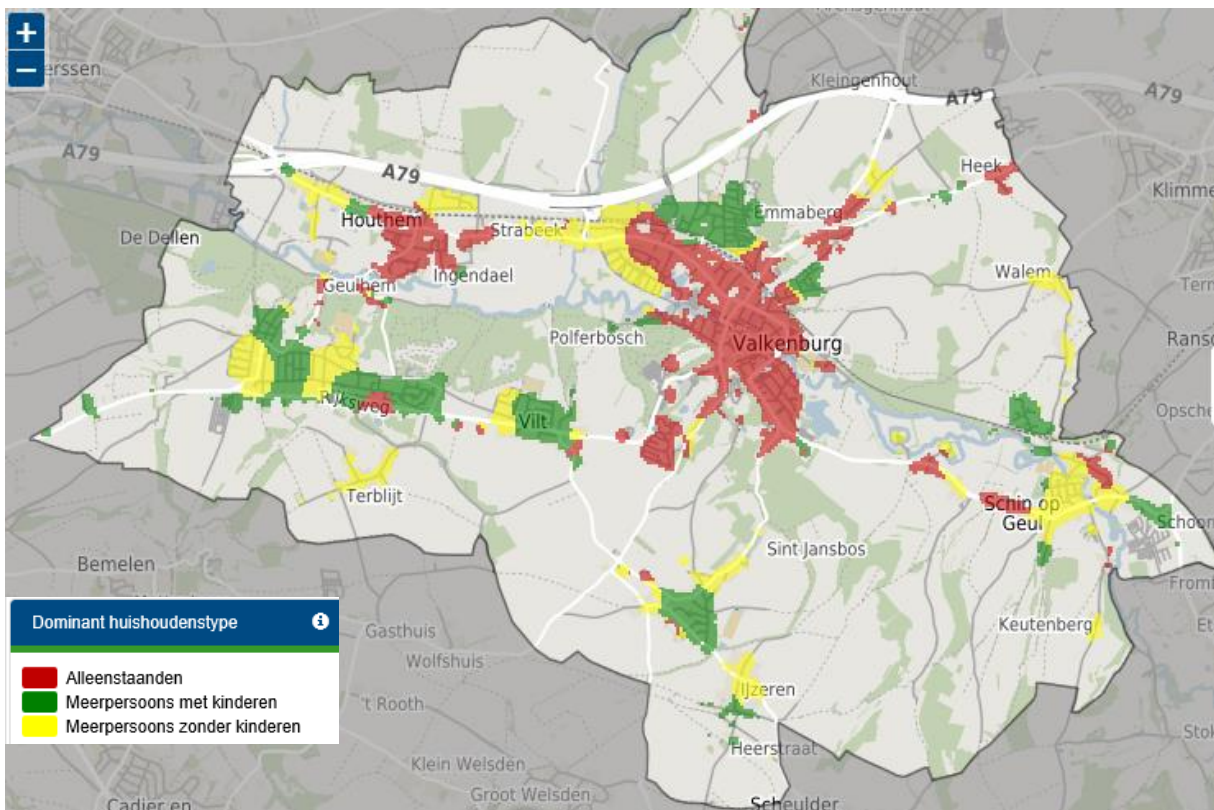 +
−
Kleingenhout
A79
A79
A79
A79
Heek
Klimme
Houthem
Emmaberg
De Dellen
Strabeek
Ingendael
Geulhem
Walem
Polferbosch
Valkenburg
Rijksweg
Vilt
Terblijt
Schin op
Geul
Sint Jansbos
Bemelen
Keutenberg
Gasthuis
Wolfshuis
't Rooth
IJzeren
Heerstraat
Klein Welsden
Groot Welsden
Scheulder
Dominant huishoudenstype
Alleenstaanden
Meerpersoons met kinderen
Meerpersoons zonder kinderen